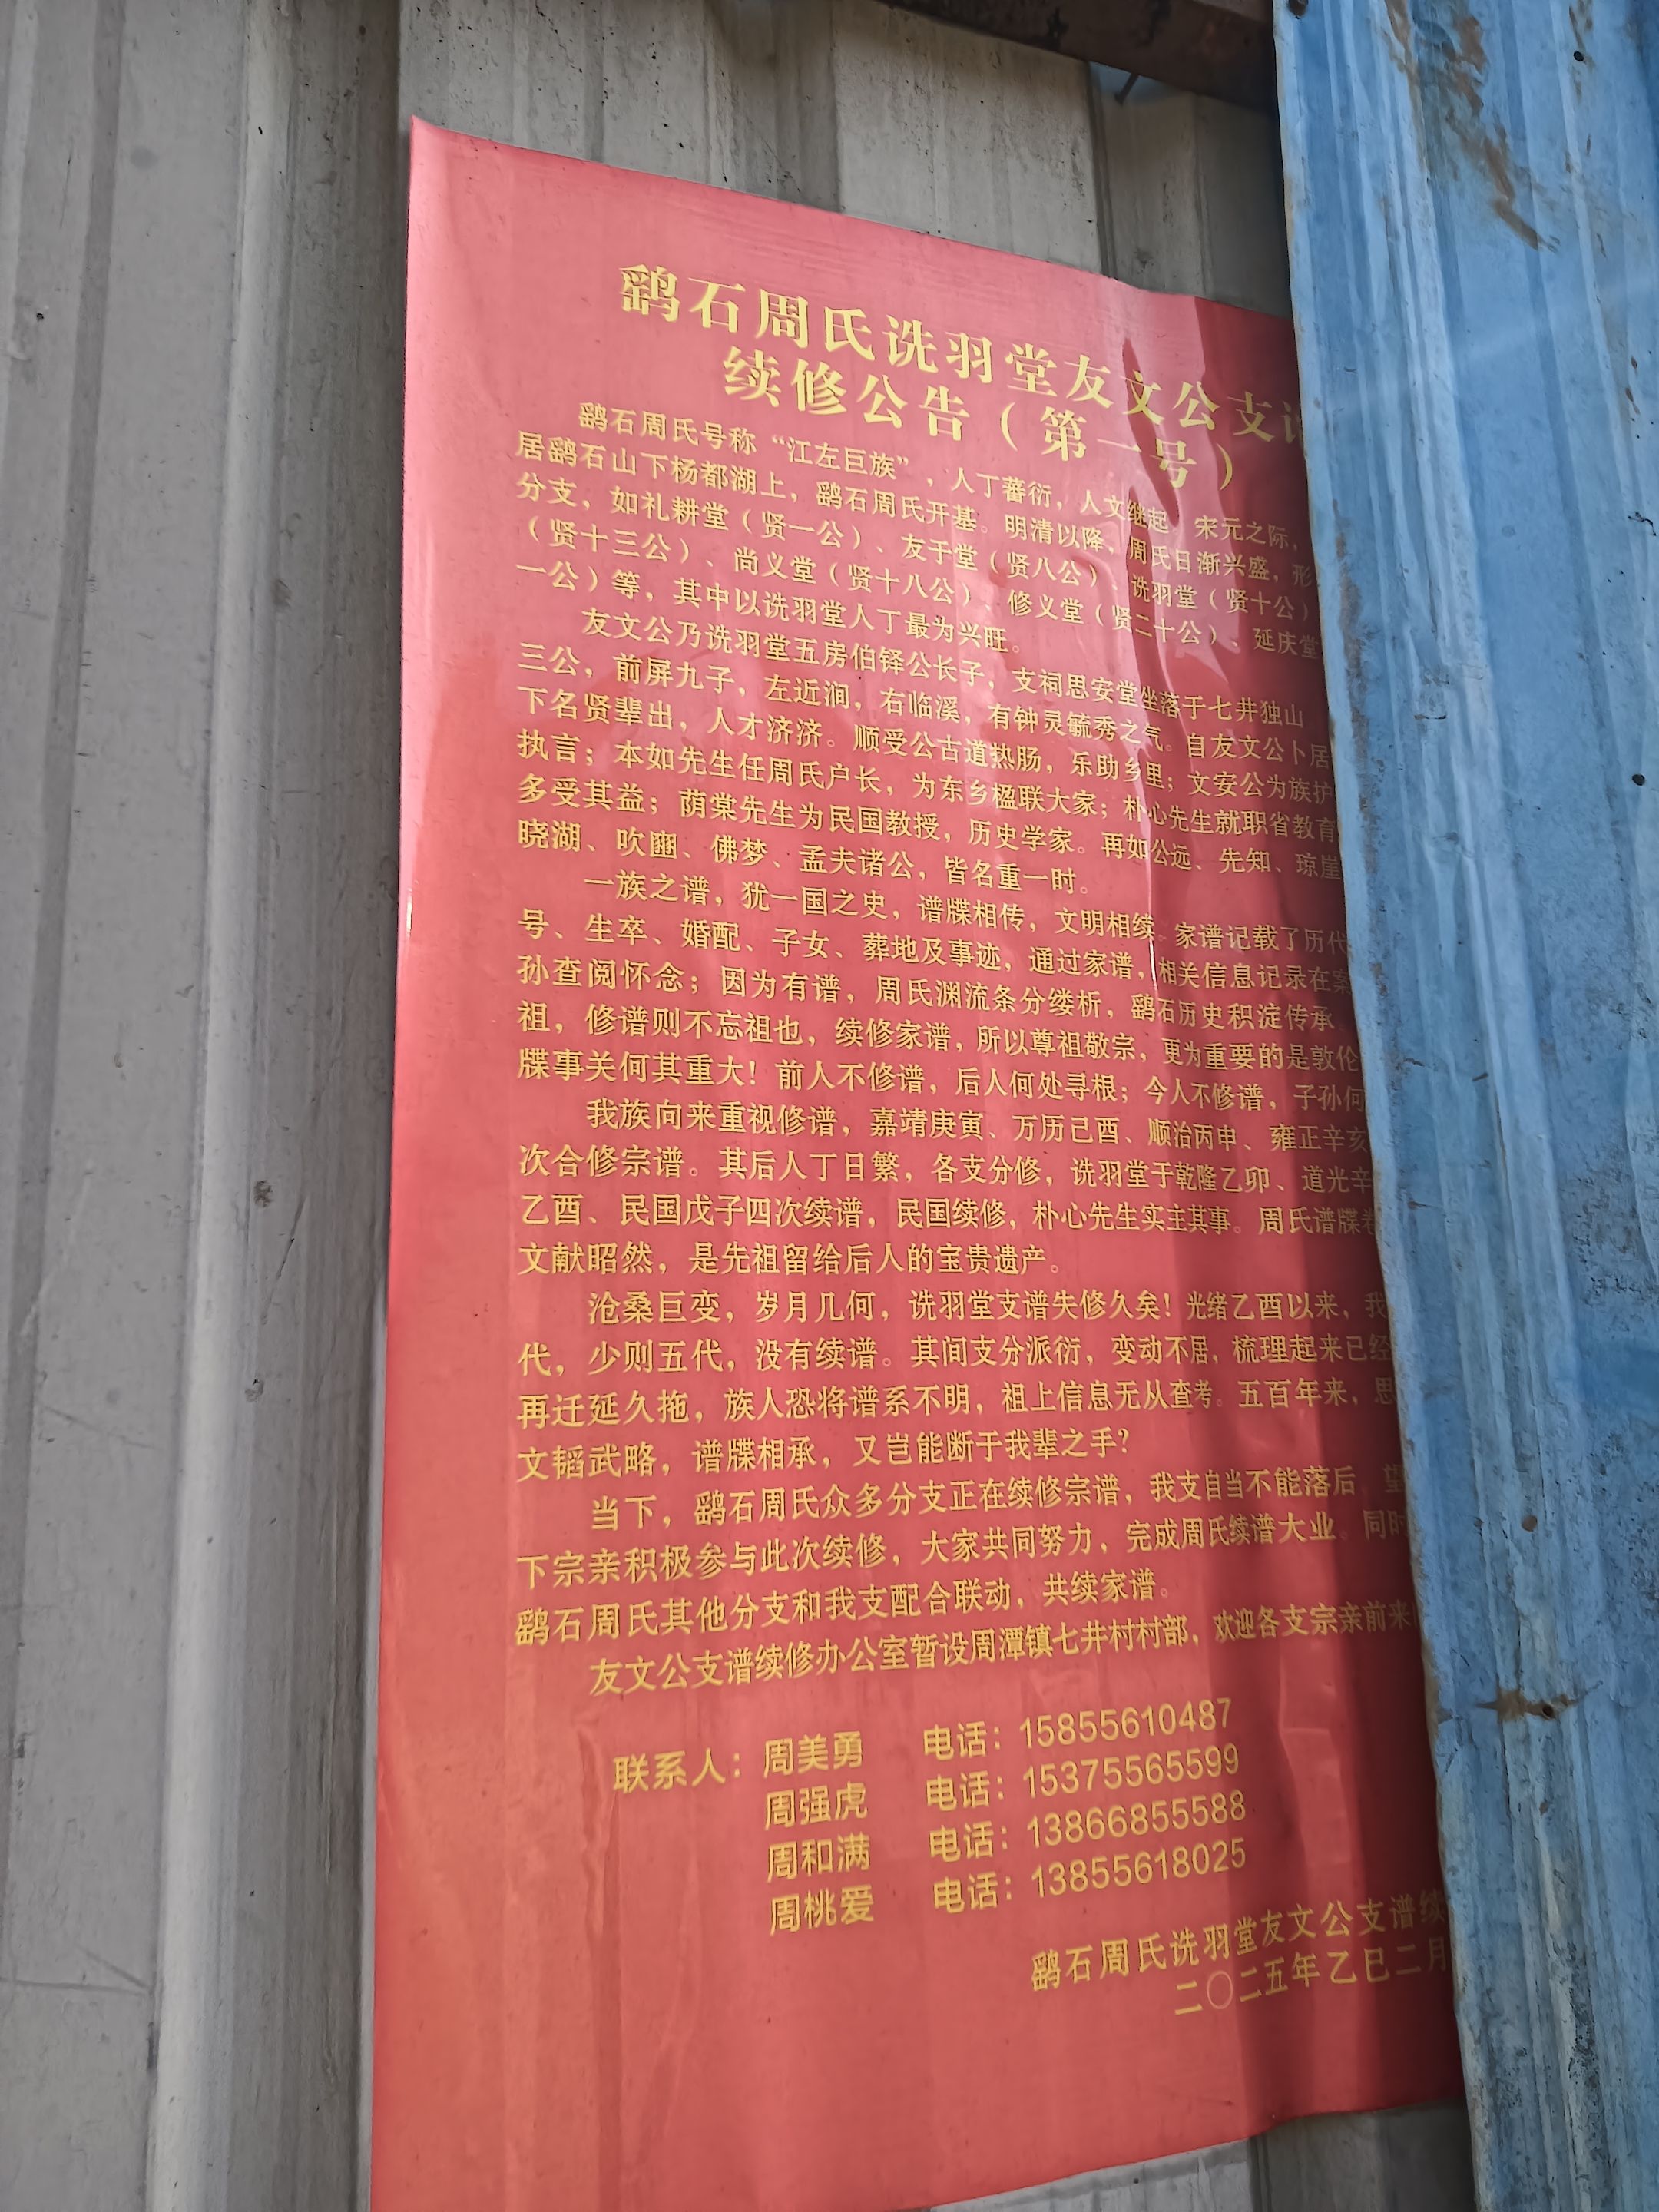 鹞石周氏诜羽堂友文公支
续修公告（第一号）
鹞石周氏号称“江左巨族”，人丁蕃衍，人文继起。宋元之际，
居鹞石山下杨都湖上，鹞石周氏开基。明清以降，周氏日渐兴盛，形
分支，如礼耕堂（贤一公）、友于堂（贤八公）、诜羽堂（贤十公）
（贤十三公）、尚义堂（贤十八公）、修义堂（贤二十公）、延庆堂
一公）等，其中以诜羽堂人丁最为兴旺。
友文公乃诜羽堂五房伯铎公长子，支祠思安堂坐落于七井独山
三公，前屏九子，左近涧，右临溪，有钟灵毓秀之气。自友文公卜居
下名贤辈出，人才济济。顺受公古道热肠，乐助乡里；文安公为族护
执言；本如先生任周氏户长，为东乡楹联大家；朴心先生就职省教育
多受其益；荫棠先生为民国教授，历史学家。再如公远、先知、琼崖
晓湖、吹豳、佛梦、孟夫诸公，皆名重一时。
一族之谱，犹一国之史，谱牒相传，文明相续。家谱记载了历代
号、生卒、婚配、子女、葬地及事迹，通过家谱，相关信息记录在案
孙查阅怀念；因为有谱，周氏渊流条分缕析，鹞石历史积淀传承。
祖，修谱则不忘祖也，续修家谱，所以尊祖敬宗，更为重要的是敦伦
牒事关何其重大！前人不修谱，后人何处寻根；今人不修谱，子孙何
我族向来重视修谱，嘉靖庚寅、万历己酉、顺治丙申、雍正辛亥
次合修宗谱。其后人丁日繁，各支分修，诜羽堂于乾隆乙卯、道光辛
乙酉、民国戊子四次续谱，民国续修，朴心先生实主其事。周氏谱牒卷
文献昭然，是先祖留给后人的宝贵遗产。
沧桑巨变，岁月几何，诜羽堂支谱失修久矣！光绪乙酉以来，我
代，少则五代，没有续谱。其间支分派衍，变动不居，梳理起来已经
再迁延久拖，族人恐将谱系不明，祖上信息无从查考。五百年来，思
文韬武略，谱牒相承，又岂能断于我辈之手？
当下，鹞石周氏众多分支正在续修宗谱，我支自当不能落后　望
下宗亲积极参与此次续修，大家共同努力，完成周氏续谱大业。同时
鹞石周氏其他分支和我支配合联动，共续家谱。
友文公支谱续修办公室暂设周潭镇七井村村部，欢迎各支宗亲前来
联系人：周美勇 电话：15855610487
周强虎 电话：15375565599
周和满 电话：13866855588
周桃爱 电话：13855618025
鹞石周氏诜羽堂友文公支谱续
二〇二五年乙巳二月